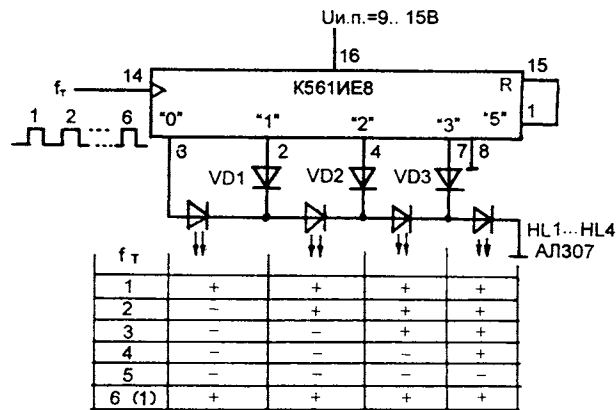 Uи.п.=9.. 15В
16
15
14
fт
К561ИЕ8
R
1 2 ... 6
"0" "1" "2" "3" "5"
1
3 2 4 7 8
VD1 VD2 VD3
HL1...HL4
АЛ307
f т
1 + + + +
2 − + + +
3 − − + +
4 − − − +
5 − − − −
6 (1) + + + +